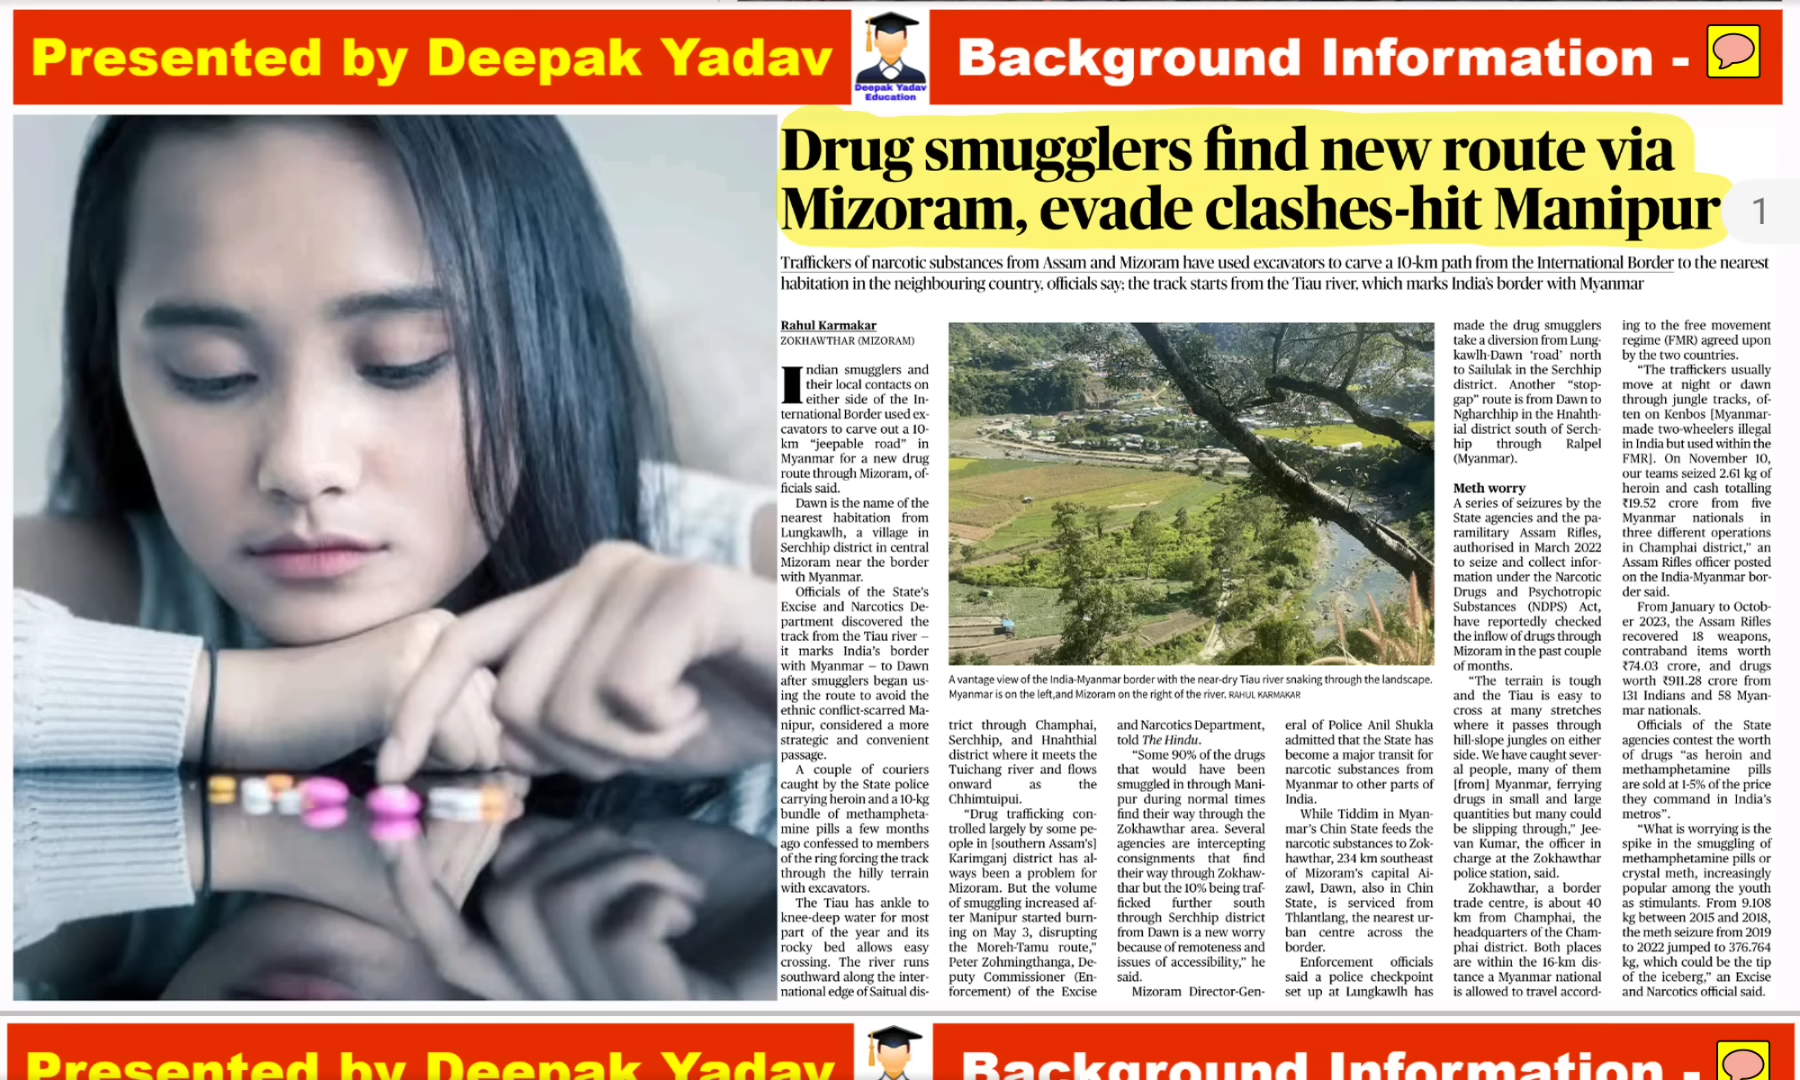 Presented by Deepak Yadav
Deepak Yadav
Education
Background Information -
Drug smugglers find new route via
Mizoram, evade clashes-hit Manipur
1
Traffickers of narcotic substances from Assam and Mizoram have used excavators to carve a 10-km path from the International Border to the nearest
habitation in the neighbouring country, officials say; the track starts from the Tiau river, which marks India's border with Myanmar
Rahul Karmakar
ZOKHAWTHAR (MIZORAM)
Indian smugglers and
their local contacts on
either side of the In-
ternational Border used ex-
cavators to carve out a 10-
km “jeepable road” in
Myanmar for a new drug
route through Mizoram, of-
ficials said.
Dawn is the name of the
nearest habitation from
Lungkawlh, a village in
Serchhip district in central
Mizoram near the border
with Myanmar.
Officials of the State's
Excise and Narcotics De-
partment discovered the
track from the Tiau river –
it marks India's border
with Myanmar – to Dawn
after smugglers began us-
ing the route to avoid the
ethnic conflict-scarred Ma-
nipur, considered a more
strategic and convenient
passage.
A couple of couriers
caught by the State police
carrying heroin and a 10-kg
bundle of methampheta-
mine pills a few months
ago confessed to members
of the ring forcing the track
through the hilly terrain
with excavators.
The Tiau has ankle to
knee-deep water for most
part of the year and its
rocky bed allows easy
crossing. The river runs
southward along the inter-
national edge of Saitual dis-
A vantage view of the India-Myanmar border with the near-dry Tiau river snaking through the landscape.
Myanmar is on the left,and Mizoram on the right of the river. RAHUL KARMAKAR
trict through Champhai,
Serchhip, and Hnahthial
district where it meets the
Tuichang river and flows
onward as the
Chhimtuipui.
“Drug trafficking con-
trolled largely by some pe-
ople in [southern Assam's]
Karimganj district has al-
ways been a problem for
Mizoram. But the volume
of smuggling increased af-
ter Manipur started burn-
ing on May 3, disrupting
the Moreh-Tamu route,”
Peter Zohmingthanga, De-
puty Commissioner (En-
forcement) of the Excise
and Narcotics Department,
told The Hindu.
“Some 90% of the drugs
that would have been
smuggled in through Mani-
pur during normal times
find their way through the
Zokhawthar area. Several
agencies are intercepting
consignments that find
their way through Zokhaw-
thar but the 10% being traf-
ficked further south
through Serchhip district
from Dawn is a new worry
because of remoteness and
issues of accessibility,” he
said.
Mizoram Director-Gen-
eral of Police Anil Shukla
admitted that the State has
become a major transit for
narcotic substances from
Myanmar to other parts of
India.
While Tiddim in Myan-
mar's Chin State feeds the
narcotic substances to Zok-
hawthar, 234 km southeast
of Mizoram's capital Ai-
zawl, Dawn, also in Chin
State, is serviced from
Thlantlang, the nearest ur-
ban centre across the
border.
Enforcement officials
said a police checkpoint
set up at Lungkawlh has
made the drug smugglers
take a diversion from Lung-
kawlh-Dawn ‘road’ north
to Sailulak in the Serchhip
district. Another “stop-
gap” route is from Dawn to
Ngharchhip in the Hnahth-
ial district south of Serch-
hip through Ralpel
(Myanmar).
Meth worry
A series of seizures by the
State agencies and the pa-
ramilitary Assam Rifles,
authorised in March 2022
to seize and collect infor-
mation under the Narcotic
Drugs and Psychotropic
Substances (NDPS) Act,
have reportedly checked
the inflow of drugs through
Mizoram in the past couple
of months.
“The terrain is tough
and the Tiau is easy to
cross at many stretches
where it passes through
hill-slope jungles on either
side. We have caught sever-
al people, many of them
[from] Myanmar, ferrying
drugs in small and large
quantities but many could
be slipping through,” Jee-
van Kumar, the officer in
charge at the Zokhawthar
police station, said.
Zokhawthar, a border
trade centre, is about 40
km from Champhai, the
headquarters of the Cham-
phai district. Both places
are within the 16-km dis-
tance a Myanmar national
is allowed to travel accord-
ing to the free movement
regime (FMR) agreed upon
by the two countries.
“The traffickers usually
move at night or dawn
through jungle tracks, of-
ten on Kenbos [Myanmar-
made two-wheelers illegal
in India but used within the
FMR]. On November 10,
our teams seized 2.61 kg of
heroin and cash totalling
₹19.52 crore from five
Myanmar nationals in
three different operations
in Champhai district,” an
Assam Rifles officer posted
on the India-Myanmar bor-
der said.
From January to Octob-
er 2023, the Assam Rifles
recovered 18 weapons,
contraband items worth
₹74.03 crore, and drugs
worth ₹911.28 crore from
131 Indians and 58 Myan-
mar nationals.
Officials of the State
agencies contest the worth
of drugs “as heroin and
methamphetamine pills
are sold at 1-5% of the price
they command in India's
metros”.
“What is worrying is the
spike in the smuggling of
methamphetamine pills or
crystal meth, increasingly
popular among the youth
as stimulants. From 9.108
kg between 2015 and 2018,
the meth seizure from 2019
to 2022 jumped to 376.764
kg, which could be the tip
of the iceberg,” an Excise
and Narcotics official said.
Presented by Deepak Yadav
Background Information -